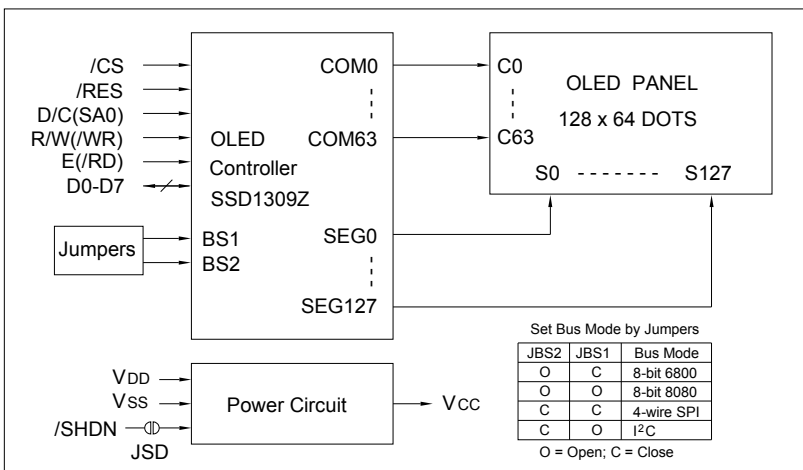 /CS
/RES
D/C(SA0)
R/W(/WR)
E(/RD)
D0-D7
Jumpers
BS1
BS2
OLED
Controller
SSD1309Z
COM0
COM63
SEG0
SEG127
C0
C63
OLED PANEL
128 x 64 DOTS
S0 - - - - - - - S127
VDD
VSS
/SHDN
JSD
Power Circuit
VCC
Set Bus Mode by Jumpers
JBS2 JBS1 Bus Mode
O C 8-bit 6800
O O 8-bit 8080
C C 4-wire SPI
C O I²C
O = Open; C = Close